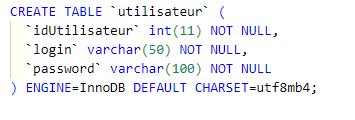 CREATE TABLE `utilisateur` (
`idUtilisateur` int(11) NOT NULL,
`login` varchar(50) NOT NULL,
`password` varchar(100) NOT NULL
) ENGINE=InnoDB DEFAULT CHARSET=utf8mb4;